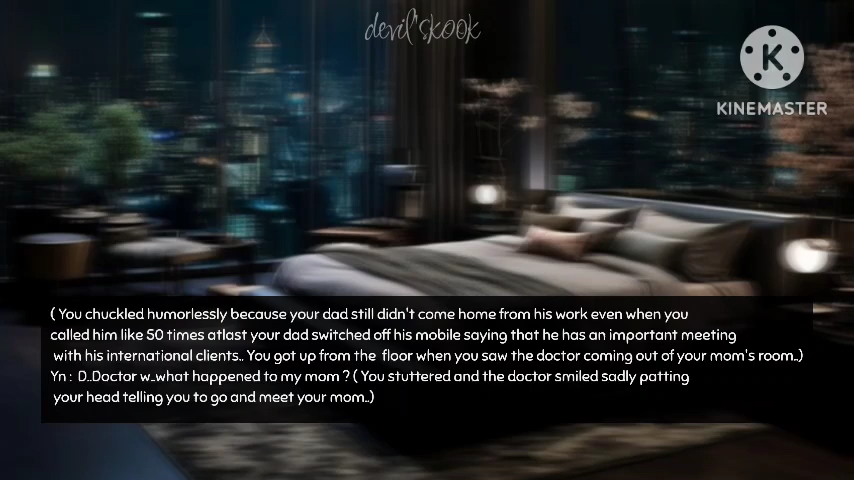 devil'skook
KINEMASTER
( You chuckled humorlessly because your dad still didn't come home from his work even when you
called him like 50 times atlast your dad switched off his mobile saying that he has an important meeting
with his international clients.. You got up from the floor when you saw the doctor coming out of your mom's room..)
Yn : D..Doctor w..what happened to my mom ? ( You stuttered and the doctor smiled sadly patting
your head telling you to go and meet your mom..)